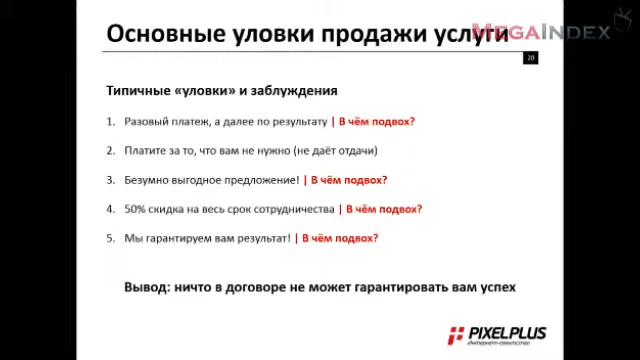 Основные уловки продажи услуги
MEGAINDEX
20
Типичные «уловки» и заблуждения
1. Разовый платеж, а далее по результату | В чём подвох?
2. Платите за то, что вам не нужно (не даёт отдачи)
3. Безумно выгодное предложение! | В чём подвох?
4. 50% скидка на весь срок сотрудничества | В чём подвох?
5. Мы гарантируем вам результат! | В чём подвох?
Вывод: ничто в договоре не может гарантировать вам успех
PIXELPLUS
Интернет-агентство